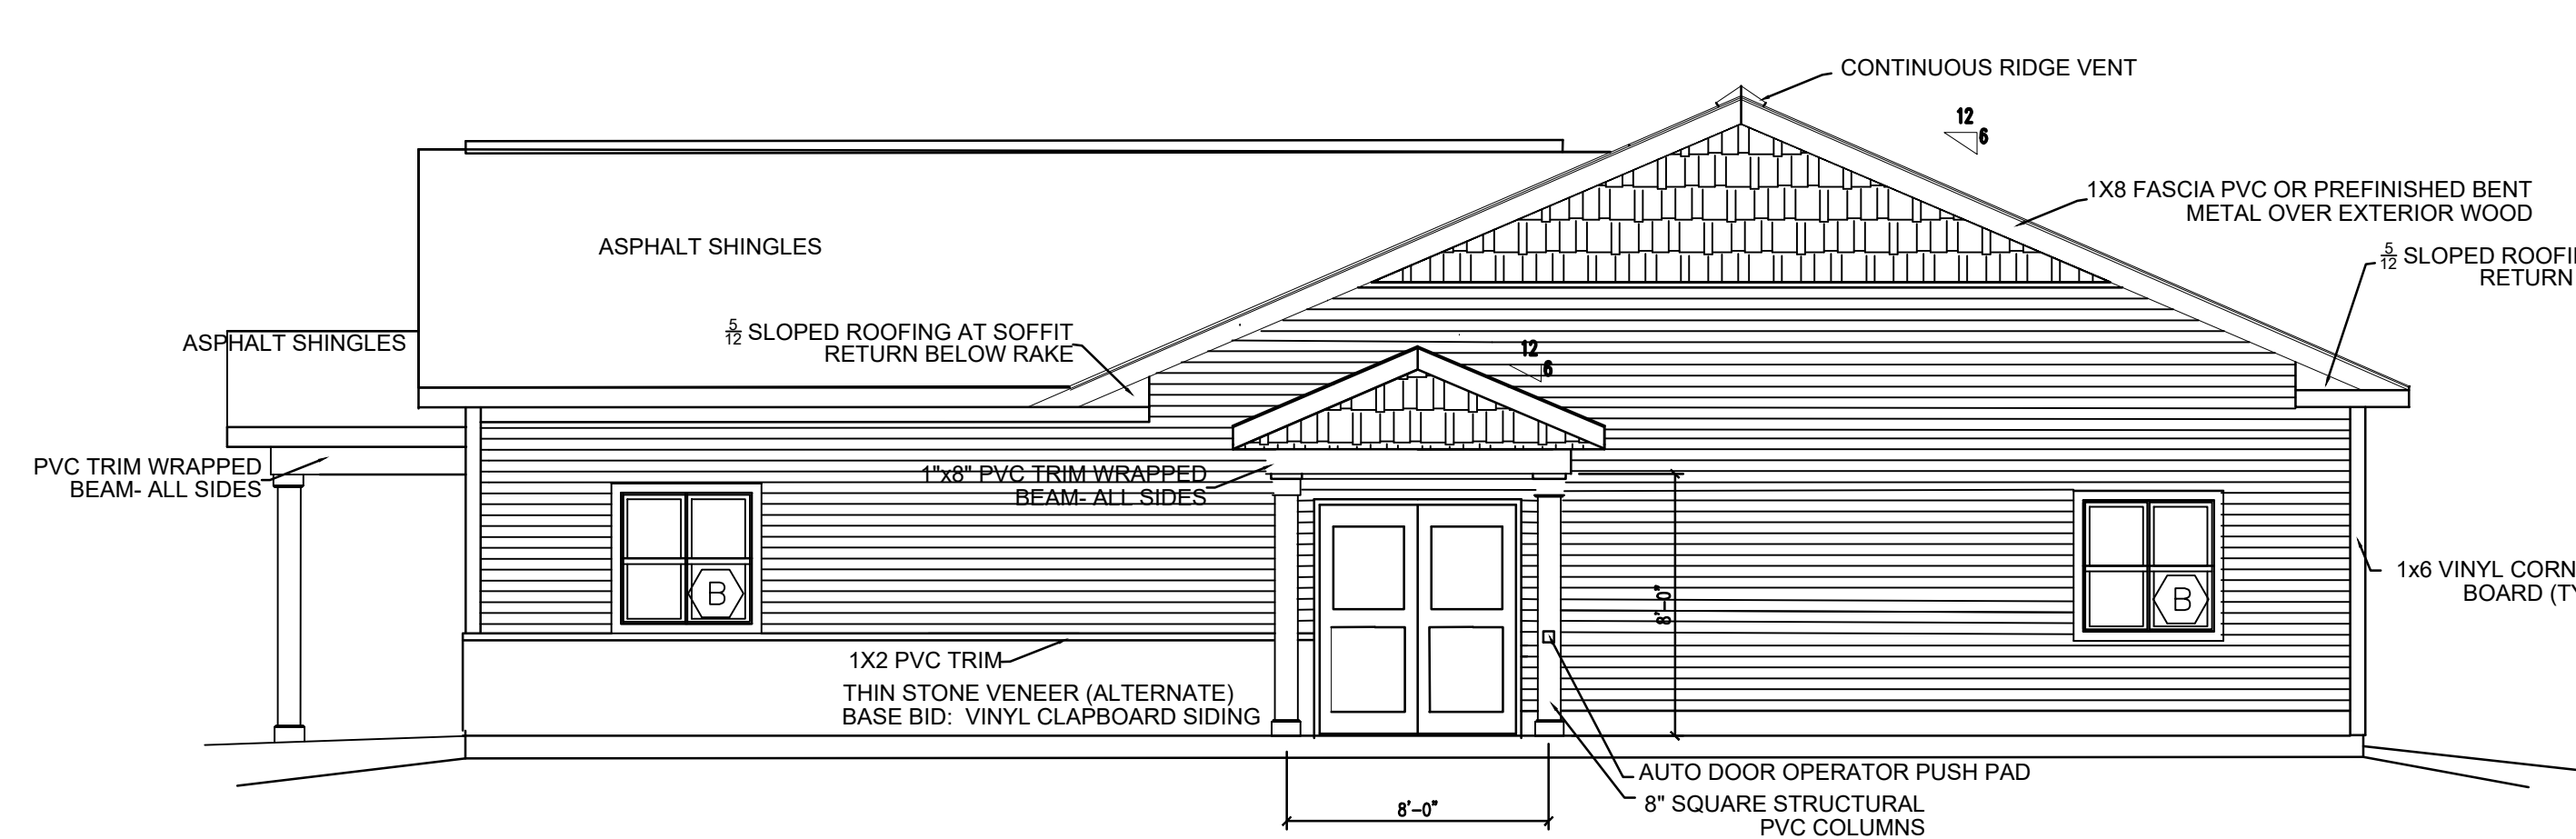 CONTINUOUS RIDGE VENT
12
6
1X8 FASCIA PVC OR PREFINISHED BENT
METAL OVER EXTERIOR WOOD
ASPHALT SHINGLES
5/12 SLOPED ROOFI
RETURN
ASPHALT SHINGLES
5/12 SLOPED ROOFING AT SOFFIT
RETURN BELOW RAKE
12
6
PVC TRIM WRAPPED
BEAM- ALL SIDES
1"x8" PVC TRIM WRAPPED
BEAM- ALL SIDES
B
B
1x6 VINYL CORN
BOARD (TY
8'-0"
1X2 PVC TRIM
THIN STONE VENEER (ALTERNATE)
BASE BID: VINYL CLAPBOARD SIDING
AUTO DOOR OPERATOR PUSH PAD
8'-0"
8" SQUARE STRUCTURAL
PVC COLUMNS